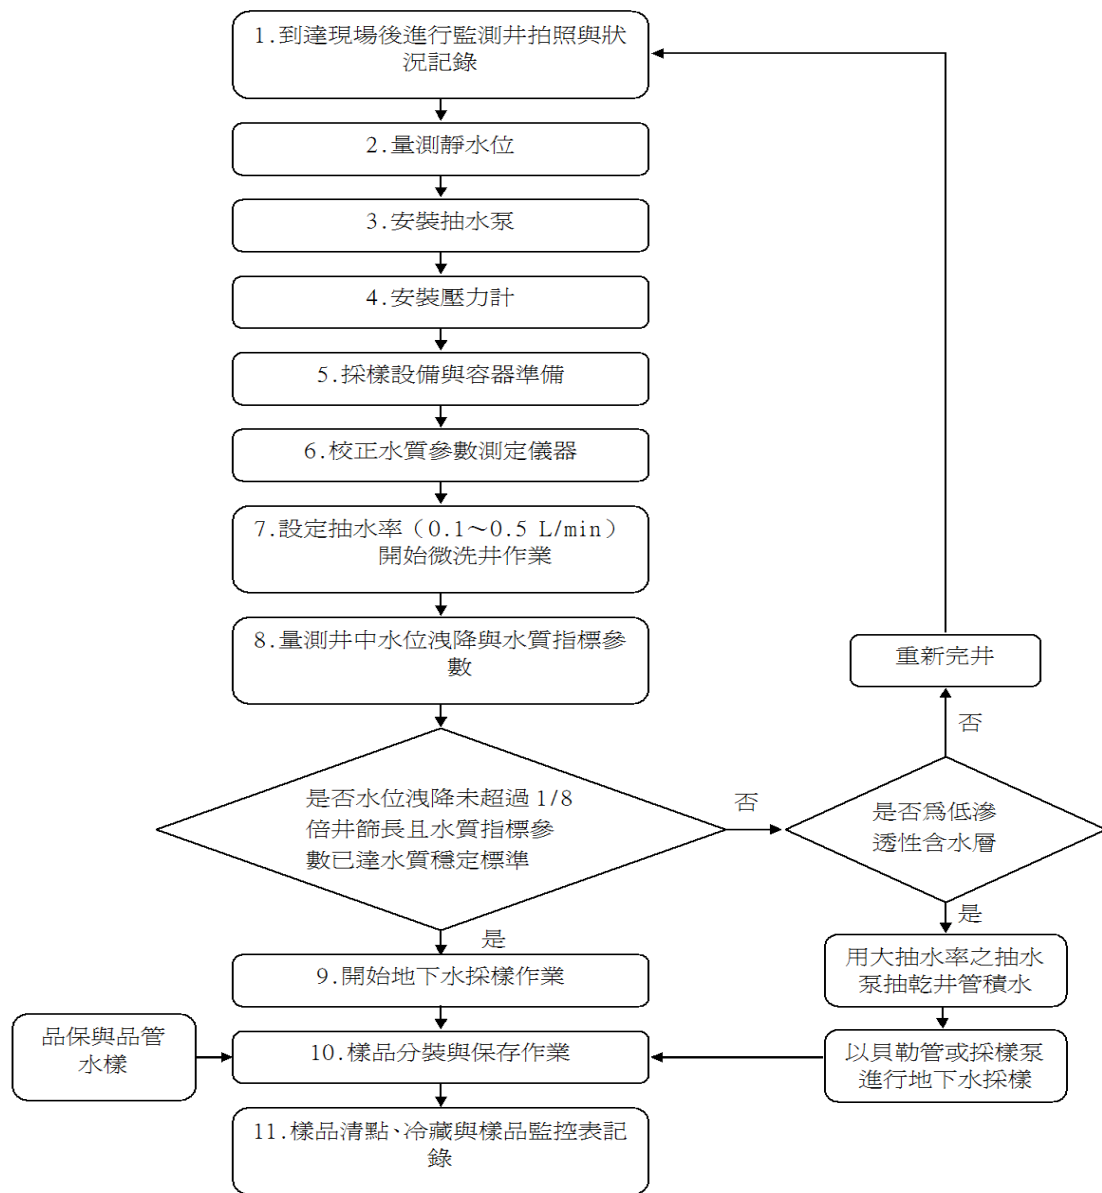 1.到達現場後進行監測井拍照與狀
況記錄
2.量測靜水位
3.安裝抽水泵
4.安裝壓力計
5.採樣設備與容器準備
6.校正水質參數測定儀器
7.設定抽水率（0.1～0.5 L/min）
開始微洗井作業
8.量測井中水位洩降與水質指標參
數
重新完井
否
是否水位洩降未超過 1/8
倍井篩長且水質指標參
數已達水質穩定標準
否
是否為低滲
透性含水層
是
是
9.開始地下水採樣作業
用大抽水率之抽水
泵抽乾井管積水
品保與品管
水樣
10.樣品分裝與保存作業
以貝勒管或採樣泵
進行地下水採樣
11.樣品清點、冷藏與樣品監控表記
錄